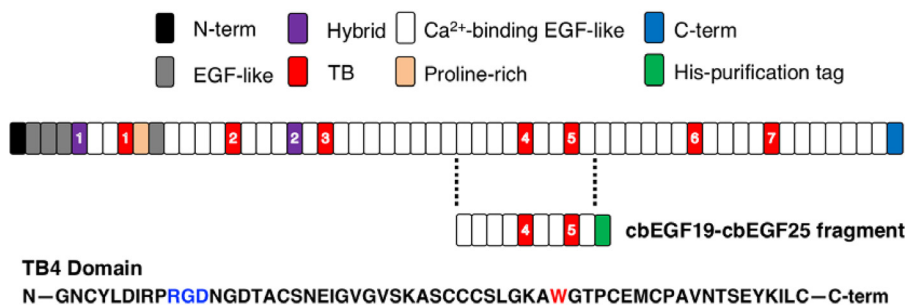 N-term Hybrid Ca²⁺-binding EGF-like C-term
EGF-like TB Proline-rich His-purification tag
1 1 2 2 3 4 5 6 7
4 5 cbEGF19-cbEGF25 fragment
TB4 Domain
N—GNCYLDIRPRGDNGDTACSNEIGVGVSKASCCCSLGKAWGTPCEMCPAVNTSEYKILC—C-term